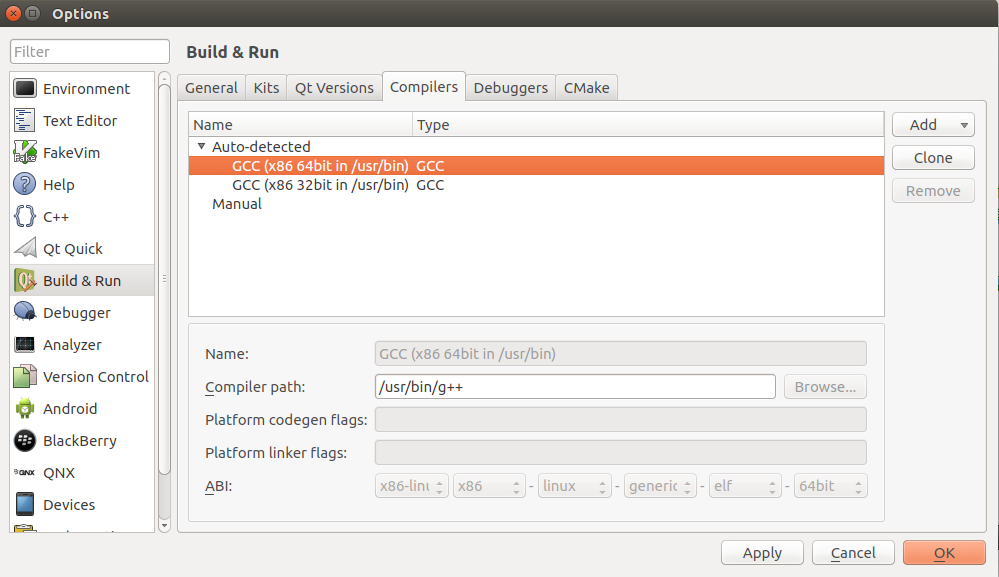 Options
Filter
Build & Run
Environment
Text Editor
FakeVim
Help
C++
Qt Quick
Build & Run
Debugger
Analyzer
Version Control
Android
BlackBerry
QNX
Devices
General Kits Qt Versions Compilers Debuggers CMake
Name Type
Auto-detected
GCC (x86 64bit in /usr/bin) GCC
GCC (x86 32bit in /usr/bin) GCC
Manual
Add
Clone
Remove
Name: GCC (x86 64bit in /usr/bin)
Compiler path: /usr/bin/g++ Browse...
Platform codegen flags:
Platform linker flags:
ABI: x86-linu x86 - linux - generic - elf - 64bit
Apply Cancel OK